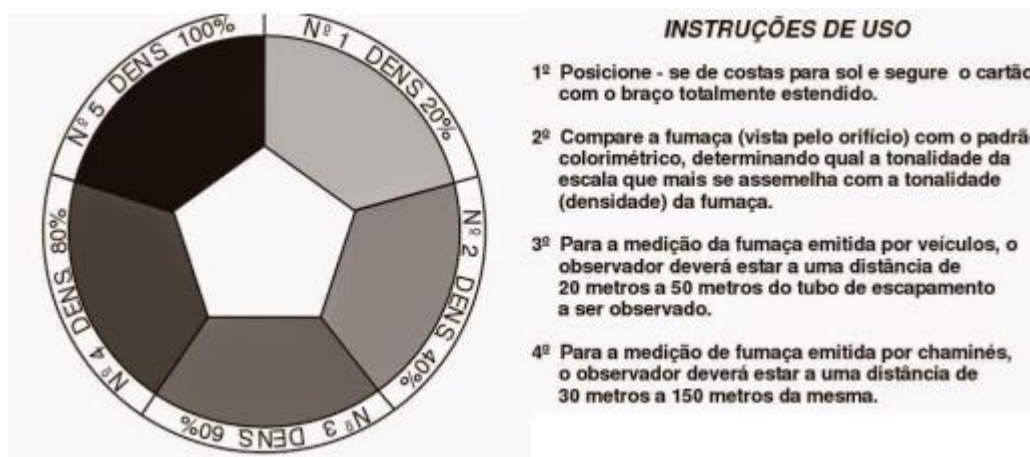 Nº 1 DENS 20%
Nº 2 DENS 40%
Nº 3 DENS 60%
Nº 4 DENS 80%
Nº 5 DENS 100%
INSTRUÇÕES DE USO
1º Posicione - se de costas para sol e segure o cartão
com o braço totalmente estendido.
2º Compare a fumaça (vista pelo orifício) com o padrã
colorimétrico, determinando qual a tonalidade da
escala que mais se assemelha com a tonalidade
(densidade) da fumaça.
3º Para a medição da fumaça emitida por veículos, o
observador deverá estar a uma distância de
20 metros a 50 metros do tubo de escapamento
a ser observado.
4º Para a medição de fumaça emitida por chaminés,
o observador deverá estar a uma distância de
30 metros a 150 metros da mesma.